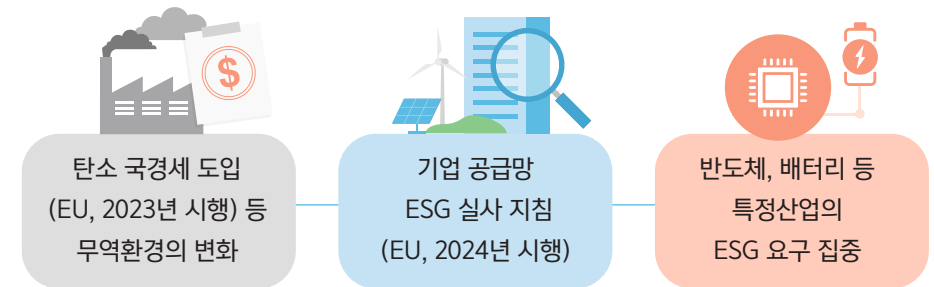 $
탄소 국경세 도입
(EU, 2023년 시행) 등
무역환경의 변화
기업 공급망
ESG 실사 지침
(EU, 2024년 시행)
반도체, 배터리 등
특정산업의
ESG 요구 집중